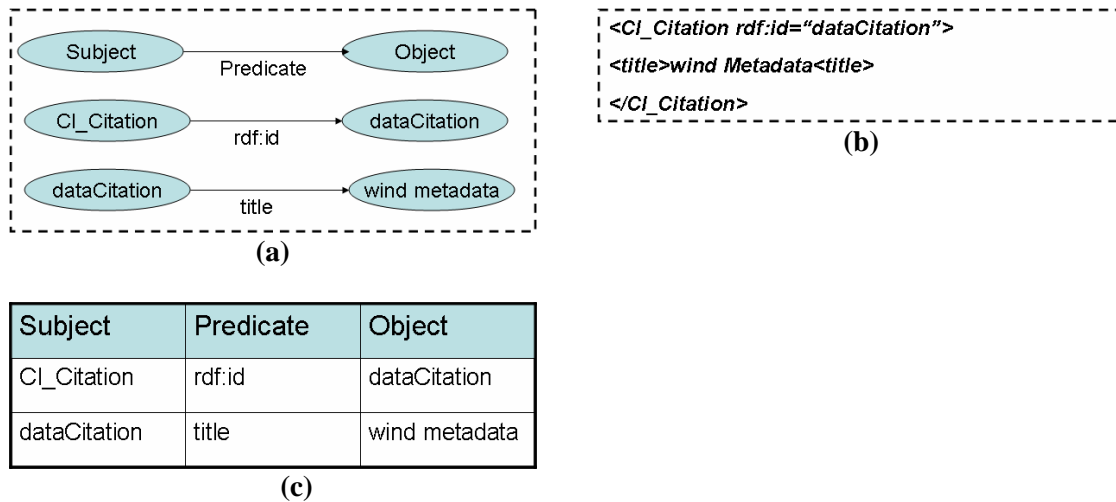 Subject
Predicate
Object
CI_Citation
rdf:id
dataCitation
dataCitation
title
wind metadata
(a)
<CI_Citation rdf:id=“dataCitation”>
<title>wind Metadata<title>
</CI_Citation>
(b)
Subject Predicate Object
CI_Citation rdf:id dataCitation
dataCitation title wind metadata
(c)